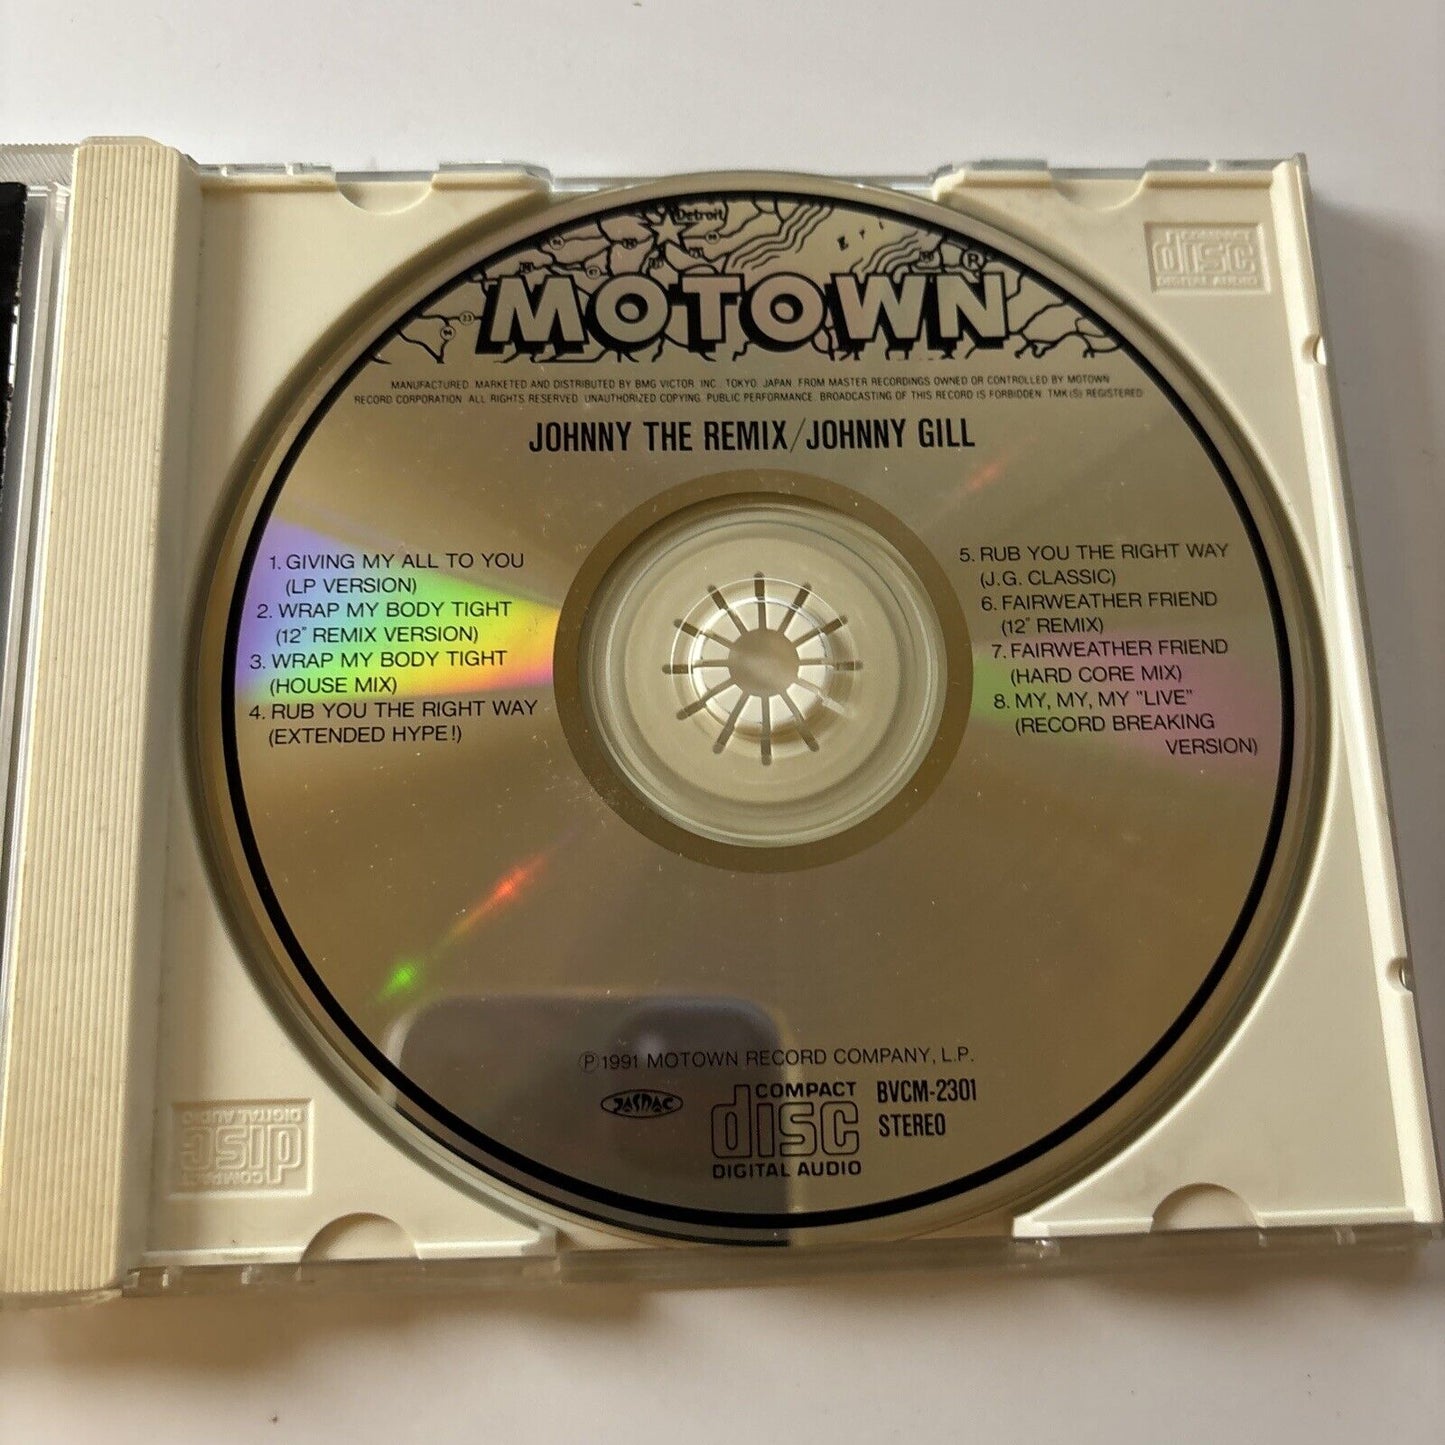 Detroit
Eri
MOTOWN®
MANUFACTURED, MARKETED AND DISTRIBUTED BY BMG VICTOR, INC., TOKYO, JAPAN. FROM MASTER RECORDINGS OWNED OR CONTROLLED BY MOTOWN
RECORD CORPORATION. ALL RIGHTS RESERVED. UNAUTHORIZED COPYING, PUBLIC PERFORMANCE, BROADCASTING OF THIS RECORD IS FORBIDDEN. TMK(S) REGISTERED
JOHNNY THE REMIX/JOHNNY GILL
1. GIVING MY ALL TO YOU
(LP VERSION)
2. WRAP MY BODY TIGHT
(12" REMIX VERSION)
3. WRAP MY BODY TIGHT
(HOUSE MIX)
4. RUB YOU THE RIGHT WAY
(EXTENDED HYPE!)
5. RUB YOU THE RIGHT WAY
(J.G. CLASSIC)
6. FAIRWEATHER FRIEND
(12" REMIX)
7. FAIRWEATHER FRIEND
(HARD CORE MIX)
8. MY, MY, MY "LIVE"
(RECORD BREAKING
VERSION)
Ⓟ1991 MOTOWN RECORD COMPANY, L.P.
JASRAC
COMPACT
disc
DIGITAL AUDIO
BVCM-2301
STEREO
COMPACT
disc
DIGITAL AUDIO
COMPACT
disc
DIGITAL AUDIO